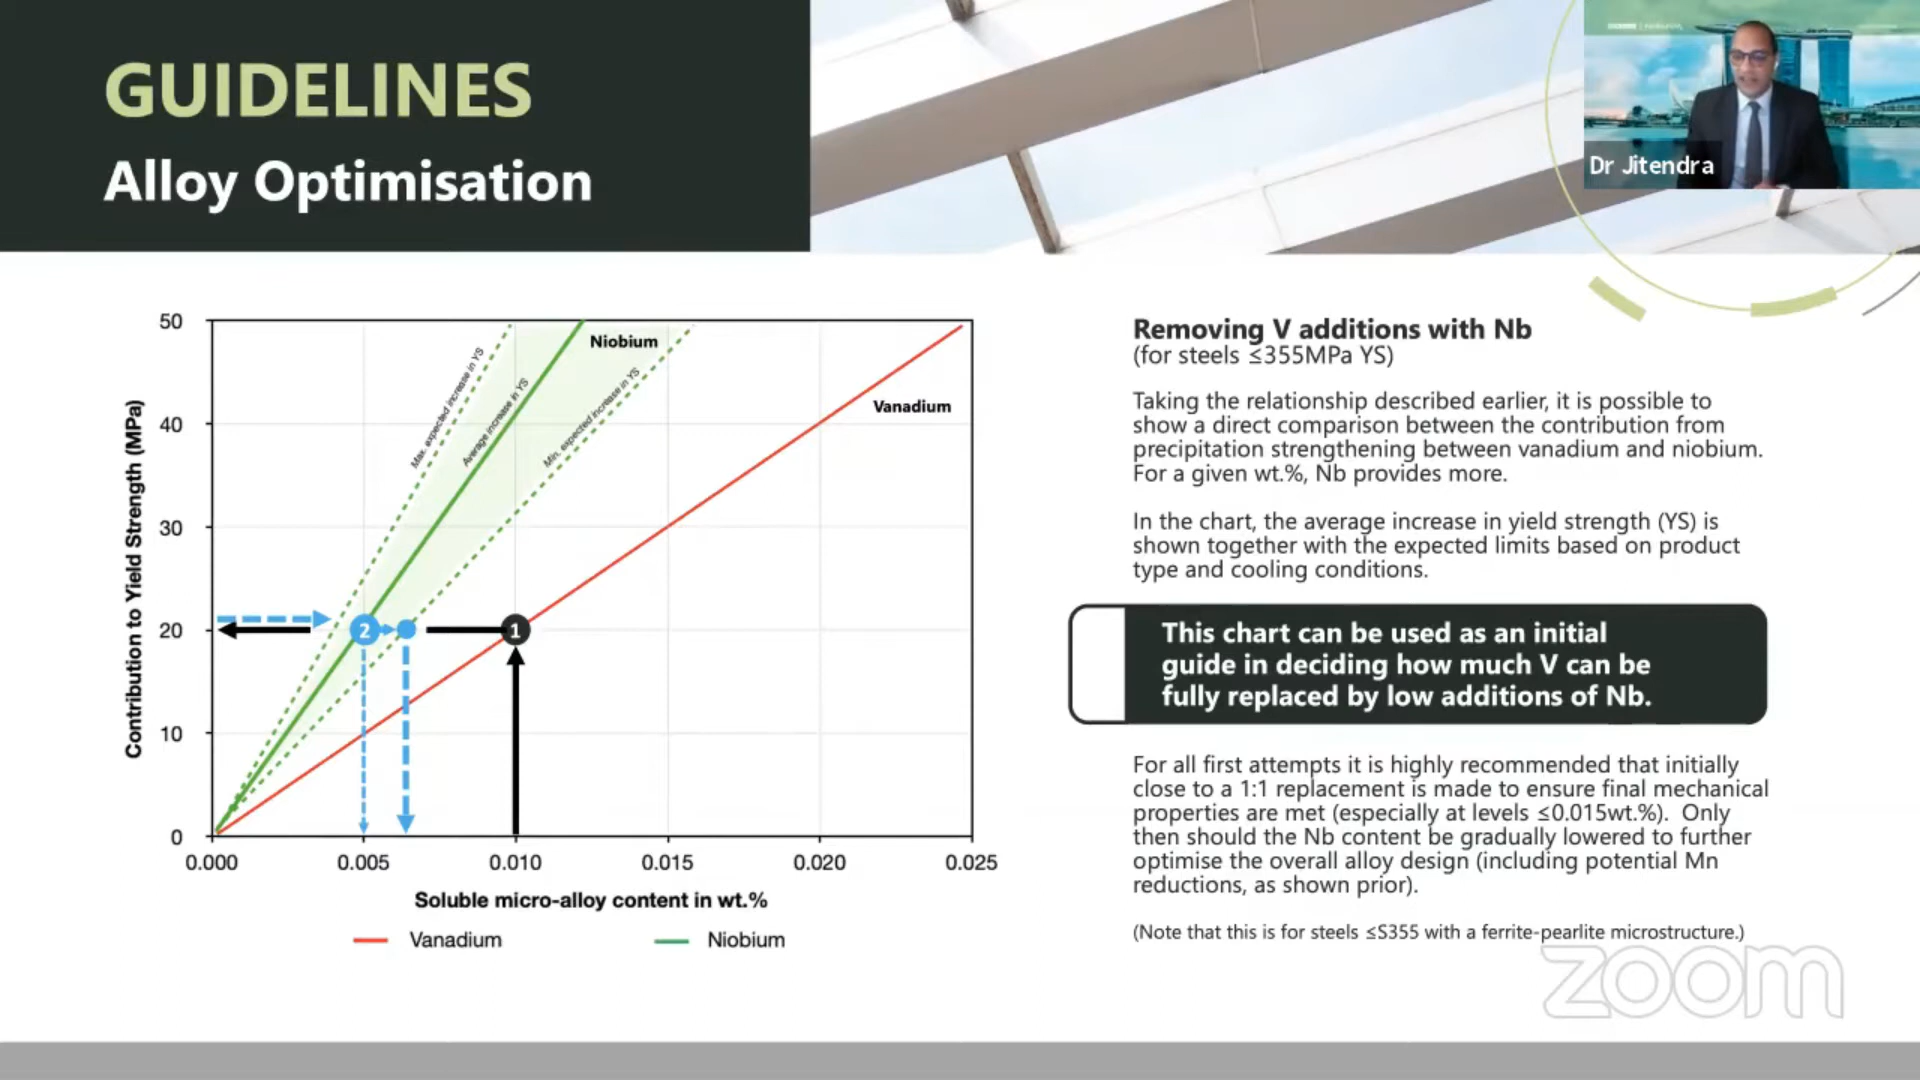 GUIDELINES
Alloy Optimisation
Dr Jitendra
Contribution to Yield Strength (MPa)
50
40
30
20
10
0
Max. expected increase in YS
Average increase in YS
Min. expected increase in YS
Niobium
Vanadium
2
1
0.000
0.005
0.010
0.015
0.020
0.025
Soluble micro-alloy content in wt.%
Vanadium
Niobium
Removing V additions with Nb
(for steels ≤355MPa YS)
Taking the relationship described earlier, it is possible to
show a direct comparison between the contribution from
precipitation strengthening between vanadium and niobium.
For a given wt.%, Nb provides more.
In the chart, the average increase in yield strength (YS) is
shown together with the expected limits based on product
type and cooling conditions.
This chart can be used as an initial
guide in deciding how much V can be
fully replaced by low additions of Nb.
For all first attempts it is highly recommended that initially
close to a 1:1 replacement is made to ensure final mechanical
properties are met (especially at levels ≤0.015wt.%). Only
then should the Nb content be gradually lowered to further
optimise the overall alloy design (including potential Mn
reductions, as shown prior).
(Note that this is for steels ≤S355 with a ferrite-pearlite microstructure.)
zoom